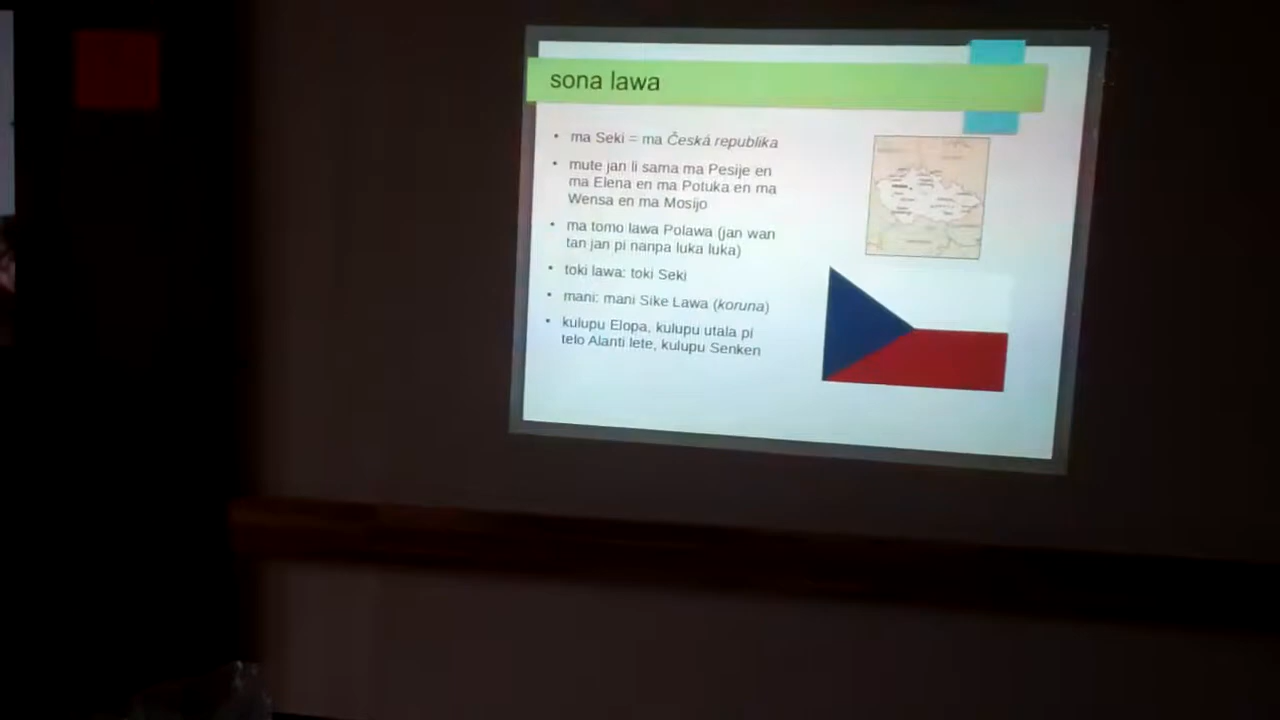 sona lawa
• ma Seki = ma Česká republika
• mute jan li sama ma Pesije en
ma Elena en ma Potuka en ma
Wensa en ma Mosijo
• ma tomo lawa Polawa (jan wan
tan jan pi nanpa luka luka)
• toki lawa: toki Seki
• mani: mani Sike Lawa (koruna)
• kulupu Elopa, kulupu utala pi
telo Alanti lete, kulupu Senken